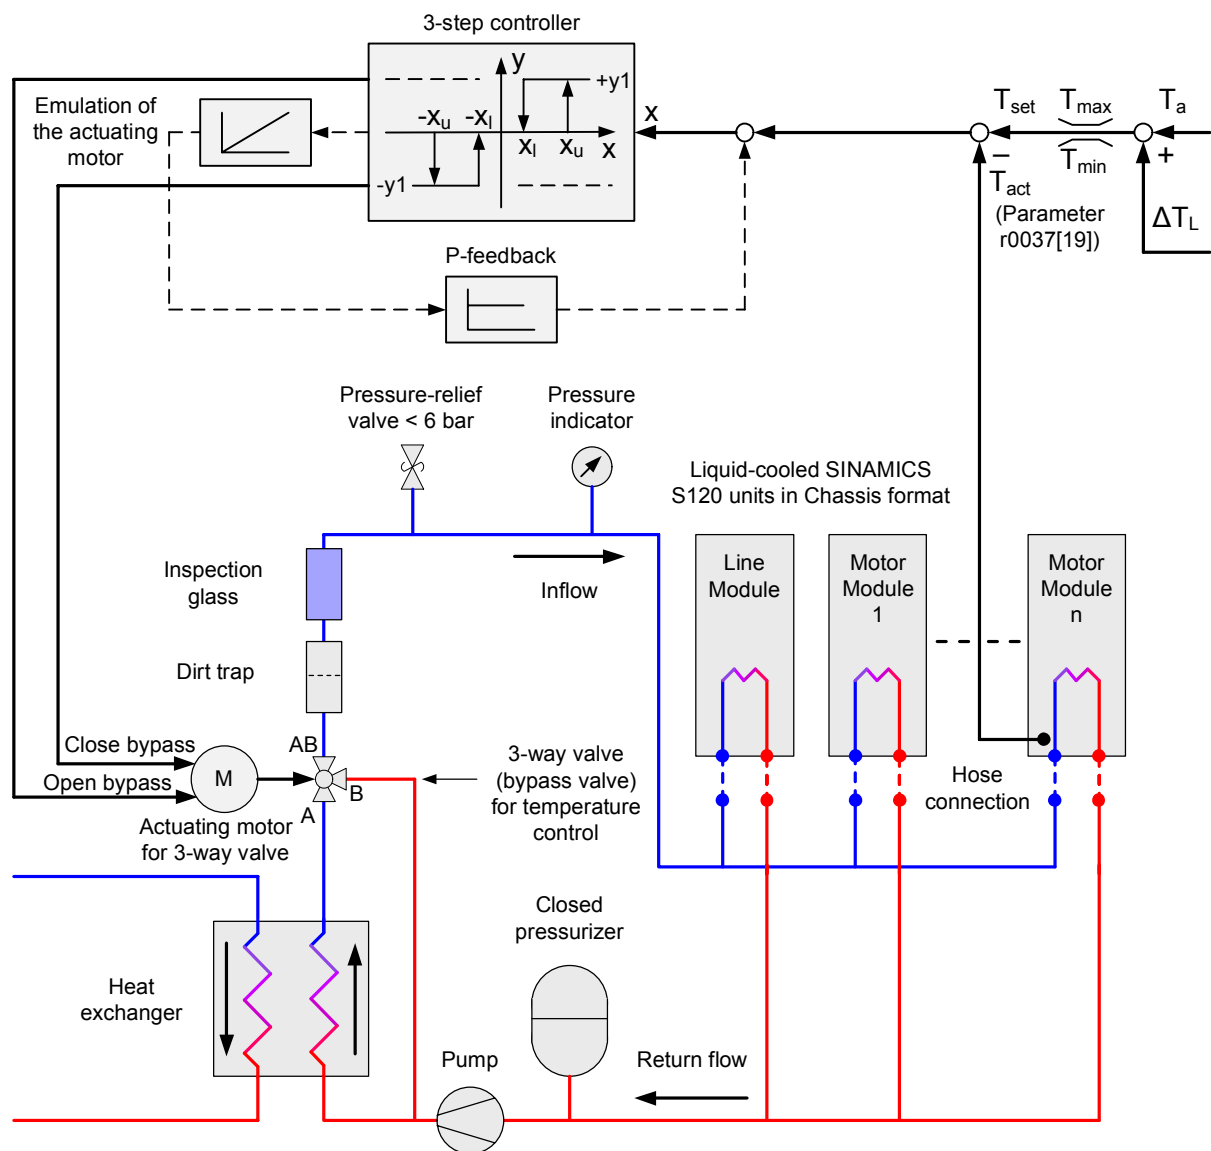 3-step controller
y
+y1
-xu
-xl
xl
xu
x
-y1
Emulation of
the actuating
motor
x
Tset
Tmax
Tmin
Ta
+
−
Tact
(Parameter
r0037[19])
ΔTL
P-feedback
Pressure-relief
valve < 6 bar
Pressure
indicator
Liquid-cooled SINAMICS
S120 units in Chassis format
Inspection
glass
Inflow
Line
Module
Motor
Module
1
Motor
Module
n
Dirt trap
Close bypass
Open bypass
M
AB
B
A
3-way valve
(bypass valve)
for temperature
control
Hose
connection
Actuating motor
for 3-way valve
Closed
pressurizer
Heat
exchanger
Pump
Return flow